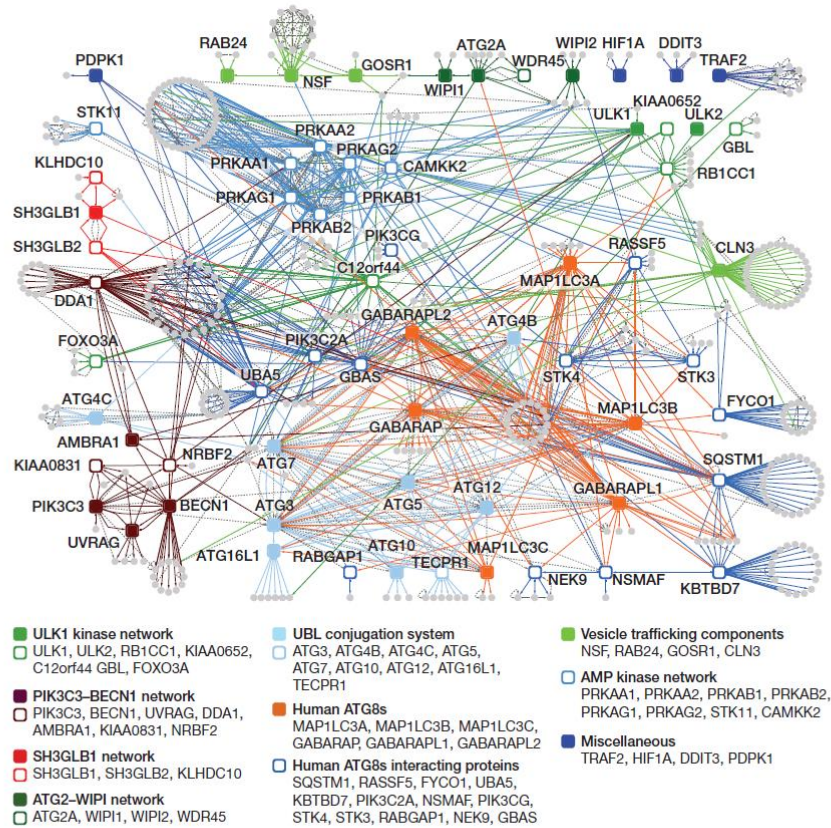 RAB24
PDPK1
NSF
GOSR1
WIPI1
ATG2A
WDR45
WIPI2
HIF1A
DDIT3
TRAF2
STK11
ULK1
KIAA0652
ULK2
GBL
PRKAA2
PRKAG2
PRKAA1
CAMKK2
RB1CC1
KLHDC10
SH3GLB1
PRKAG1
PRKAB1
PRKAB2
SH3GLB2
PIK3CG
RASSF5
CLN3
C12orf44
MAP1LC3A
DDA1
GABARAPL2
ATG4B
FOXO3A
PIK3C2A
UBA5
GBAS
STK4
STK3
ATG4C
GABARAP
MAP1LC3B
FYCO1
AMBRA1
NRBF2
ATG7
KIAA0831
SQSTM1
PIK3C3
BECN1
ATG3
ATG5
ATG12
GABARAPL1
UVRAG
ATG16L1
RABGAP1
ATG10
TECPR1
MAP1LC3C
NEK9
NSMAF
KBTBD7
ULK1 kinase network
ULK1, ULK2, RB1CC1, KIAA0652,
C12orf44 GBL, FOXO3A
PIK3C3–BECN1 network
PIK3C3, BECN1, UVRAG, DDA1,
AMBRA1, KIAA0831, NRBF2
SH3GLB1 network
SH3GLB1, SH3GLB2, KLHDC10
ATG2–WIPI network
ATG2A, WIPI1, WIPI2, WDR45
UBL conjugation system
ATG3, ATG4B, ATG4C, ATG5,
ATG7, ATG10, ATG12, ATG16L1,
TECPR1
Human ATG8s
MAP1LC3A, MAP1LC3B, MAP1LC3C,
GABARAP, GABARAPL1, GABARAPL2
Human ATG8s interacting proteins
SQSTM1, RASSF5, FYCO1, UBA5,
KBTBD7, PIK3C2A, NSMAF, PIK3CG,
STK4, STK3, RABGAP1, NEK9, GBAS
Vesicle trafficking components
NSF, RAB24, GOSR1, CLN3
AMP kinase network
PRKAA1, PRKAA2, PRKAB1, PRKAB2,
PRKAG1, PRKAG2, STK11, CAMKK2
Miscellaneous
TRAF2, HIF1A, DDIT3, PDPK1